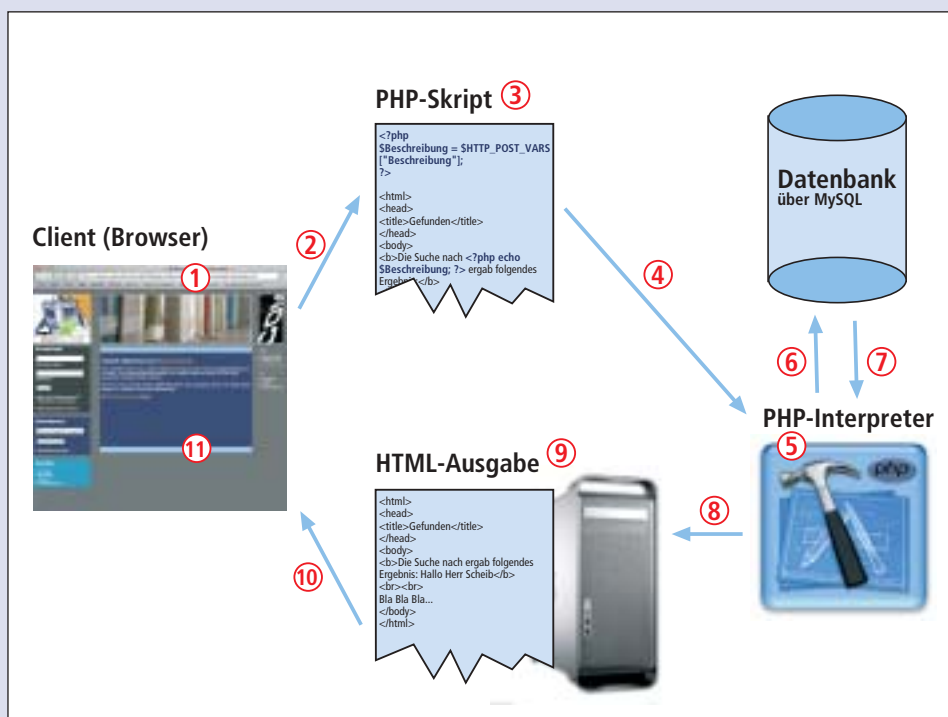 PHP-Skript ③
<?php
$Beschreibung = $HTTP_POST_VARS
["Beschreibung"];
?>
<html>
<head>
<title>Gefunden</title>
</head>
<body>
<b>Die Suche nach <?php echo
$Beschreibung; ?> ergab folgendes
Ergebnis:</b>
Datenbank
über MySQL
Client (Browser)
①
②
④
⑥
⑦
PHP-Interpreter
⑤
php
⑪
HTML-Ausgabe ⑨
<html>
<head>
<title>Gefunden</title>
</head>
<body>
<b>Die Suche nach ergab folgendes
Ergebnis: Hallo Herr Scheib</b>
<br><br>
Bla Bla Bla...
</body>
</html>
⑧
⑩